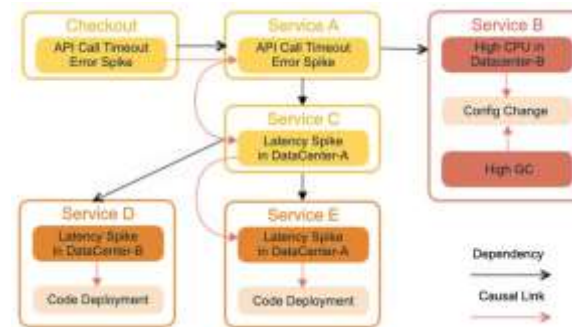 Checkout
API Call Timeout
Error Spike
Service A
API Call Timeout
Error Spike
Service B
High CPU in
Datacenter-B
Config Change
High GC
Service C
Latency Spike
in DataCenter-A
Service D
Latency Spike
in DataCenter-B
Code Deployment
Service E
Latency Spike
in DataCenter-A
Code Deployment
Dependency
Causal Link